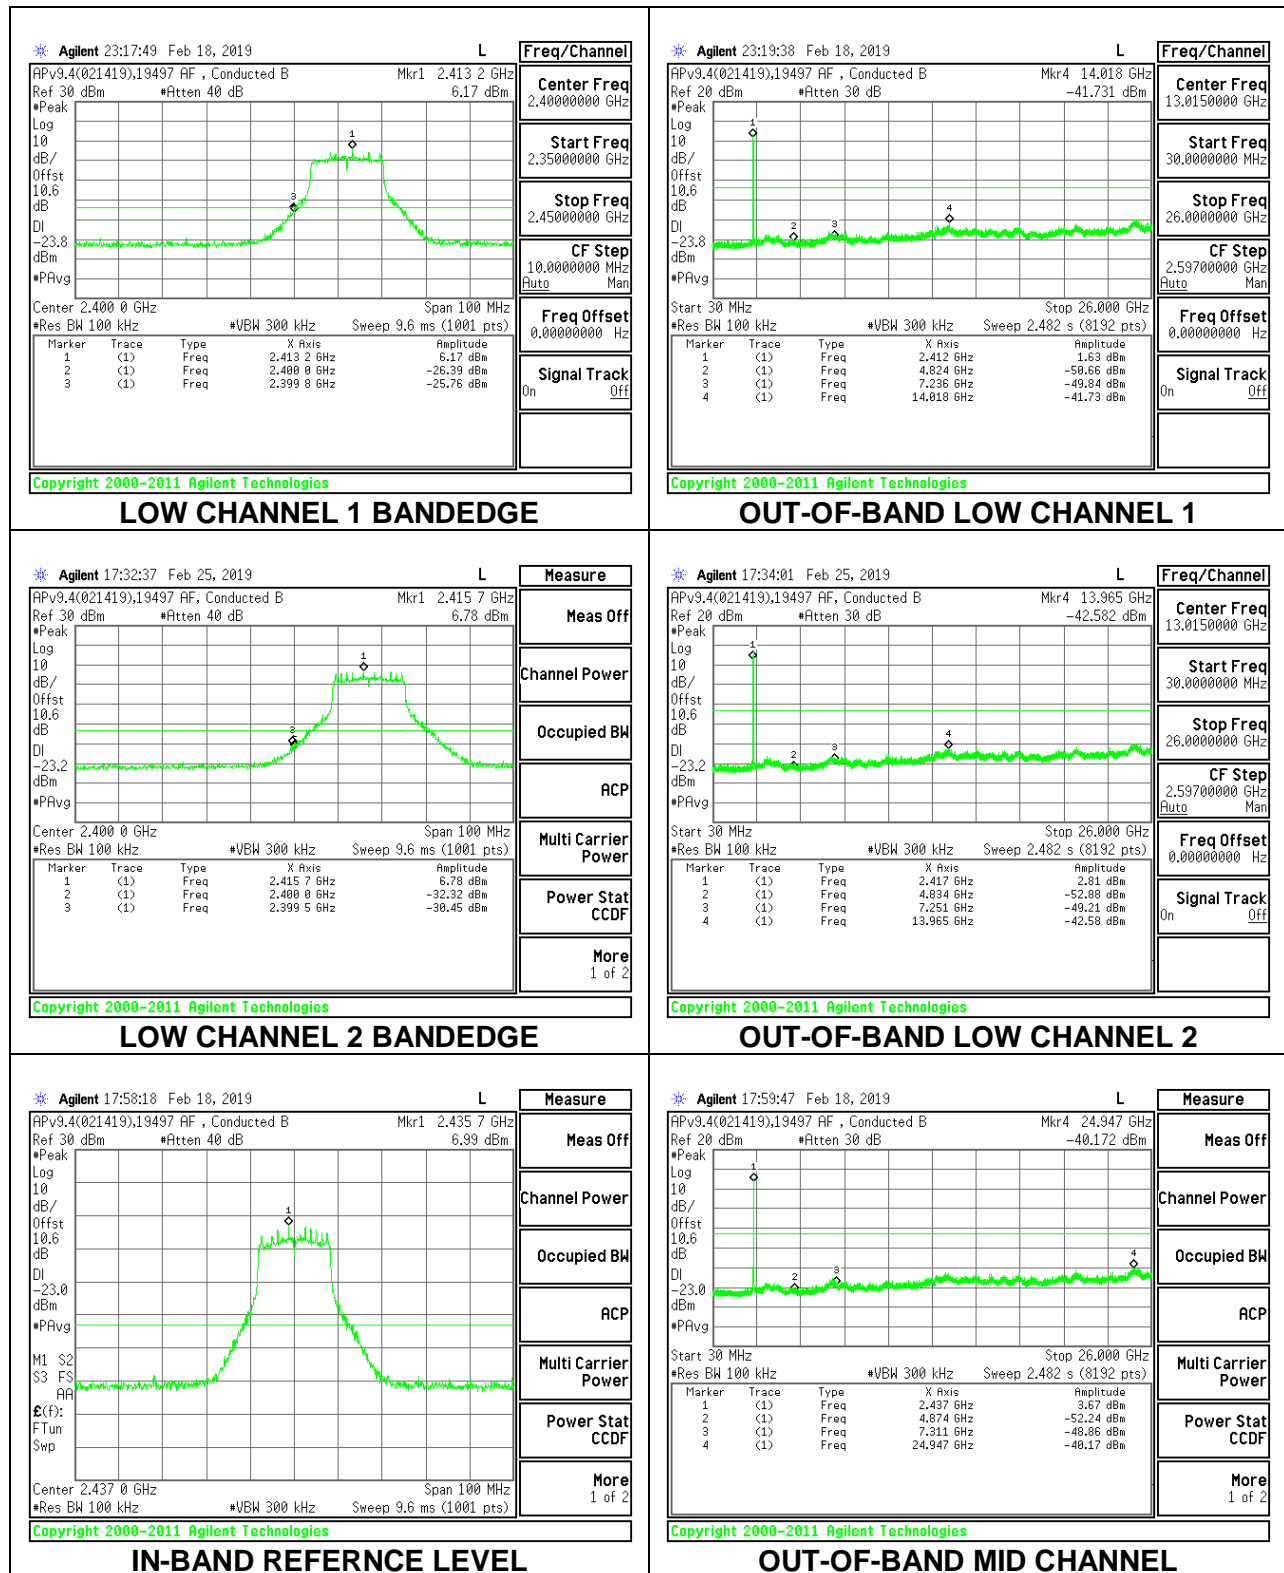 Agilent 23:17:49 Feb 18, 2019 L
APv9.4(021419),19497 AF , Conducted B Mkr1 2.413 2 GHz
Ref 30 dBm #Atten 40 dB 6.17 dBm
#Peak
Log
10
dB/
Offst
10.6
dB
DI
-23.8
dBm
#PAvg
1
3
Center 2.400 0 GHz Span 100 MHz
#Res BW 100 kHz #VBW 300 kHz Sweep 9.6 ms (1001 pts)
Marker Trace Type X Axis Amplitude
1 (1) Freq 2.413 2 GHz 6.17 dBm
2 (1) Freq 2.400 0 GHz -26.39 dBm
3 (1) Freq 2.399 8 GHz -25.76 dBm
Freq/Channel
Center Freq
2.40000000 GHz
Start Freq
2.35000000 GHz
Stop Freq
2.45000000 GHz
CF Step
10.0000000 MHz
Auto Man
Freq Offset
0.00000000 Hz
Signal Track
On Off
Copyright 2000-2011 Agilent Technologies
LOW CHANNEL 1 BANDEDGE
Agilent 23:19:38 Feb 18, 2019 L
APv9.4(021419),19497 AF , Conducted B Mkr4 14.018 GHz
Ref 20 dBm #Atten 30 dB -41.731 dBm
#Peak
Log
10
dB/
Offst
10.6
dB
DI
-23.8
dBm
#PAvg
1
2 3 4
Start 30 MHz Stop 26.000 GHz
#Res BW 100 kHz #VBW 300 kHz Sweep 2.482 s (8192 pts)
Marker Trace Type X Axis Amplitude
1 (1) Freq 2.412 GHz 1.63 dBm
2 (1) Freq 4.824 GHz -50.66 dBm
3 (1) Freq 7.236 GHz -49.84 dBm
4 (1) Freq 14.018 GHz -41.73 dBm
Freq/Channel
Center Freq
13.0150000 GHz
Start Freq
30.0000000 MHz
Stop Freq
26.0000000 GHz
CF Step
2.59700000 GHz
Auto Man
Freq Offset
0.00000000 Hz
Signal Track
On Off
Copyright 2000-2011 Agilent Technologies
OUT-OF-BAND LOW CHANNEL 1
Agilent 17:32:37 Feb 25, 2019 L
APv9.4(021419),19497 AF, Conducted B Mkr1 2.415 7 GHz
Ref 30 dBm #Atten 40 dB 6.78 dBm
#Peak
Log
10
dB/
Offst
10.6
dB
DI
-23.2
dBm
#PAvg
1
3
Center 2.400 0 GHz Span 100 MHz
#Res BW 100 kHz #VBW 300 kHz Sweep 9.6 ms (1001 pts)
Marker Trace Type X Axis Amplitude
1 (1) Freq 2.415 7 GHz 6.78 dBm
2 (1) Freq 2.400 0 GHz -32.32 dBm
3 (1) Freq 2.399 5 GHz -30.45 dBm
Measure
Meas Off
Channel Power
Occupied BW
ACP
Multi Carrier
Power
Power Stat
CCDF
More
1 of 2
Copyright 2000-2011 Agilent Technologies
LOW CHANNEL 2 BANDEDGE
Agilent 17:34:01 Feb 25, 2019 L
APv9.4(021419),19497 AF, Conducted B Mkr4 13.965 GHz
Ref 20 dBm #Atten 30 dB -42.582 dBm
#Peak
Log
10
dB/
Offst
10.6
dB
DI
-23.2
dBm
#PAvg
1
2 3 4
Start 30 MHz Stop 26.000 GHz
#Res BW 100 kHz #VBW 300 kHz Sweep 2.482 s (8192 pts)
Marker Trace Type X Axis Amplitude
1 (1) Freq 2.417 GHz 2.81 dBm
2 (1) Freq 4.834 GHz -52.88 dBm
3 (1) Freq 7.251 GHz -49.21 dBm
4 (1) Freq 13.965 GHz -42.58 dBm
Freq/Channel
Center Freq
13.0150000 GHz
Start Freq
30.0000000 MHz
Stop Freq
26.0000000 GHz
CF Step
2.59700000 GHz
Auto Man
Freq Offset
0.00000000 Hz
Signal Track
On Off
Copyright 2000-2011 Agilent Technologies
OUT-OF-BAND LOW CHANNEL 2
Agilent 17:58:18 Feb 18, 2019 L
APv9.4(021419),19497 AF , Conducted B Mkr1 2.435 7 GHz
Ref 30 dBm #Atten 40 dB 6.99 dBm
#Peak
Log
10
dB/
Offst
10.6
dB
DI
-23.0
dBm
#PAvg
M1 S2
S3 FS
AA
£(f):
FTun
Swp
1
Center 2.437 0 GHz Span 100 MHz
#Res BW 100 kHz #VBW 300 kHz Sweep 9.6 ms (1001 pts)
Measure
Meas Off
Channel Power
Occupied BW
ACP
Multi Carrier
Power
Power Stat
CCDF
More
1 of 2
Copyright 2000-2011 Agilent Technologies
IN-BAND REFERNCE LEVEL
Agilent 17:59:47 Feb 18, 2019 L
APv9.4(021419),19497 AF , Conducted B Mkr4 24.947 GHz
Ref 20 dBm #Atten 30 dB -40.172 dBm
#Peak
Log
10
dB/
Offst
10.6
dB
DI
-23.0
dBm
#PAvg
1
2 3 4
Start 30 MHz Stop 26.000 GHz
#Res BW 100 kHz #VBW 300 kHz Sweep 2.482 s (8192 pts)
Marker Trace Type X Axis Amplitude
1 (1) Freq 2.437 GHz 3.67 dBm
2 (1) Freq 4.874 GHz -52.24 dBm
3 (1) Freq 7.311 GHz -48.86 dBm
4 (1) Freq 24.947 GHz -40.17 dBm
Measure
Meas Off
Channel Power
Occupied BW
ACP
Multi Carrier
Power
Power Stat
CCDF
More
1 of 2
Copyright 2000-2011 Agilent Technologies
OUT-OF-BAND MID CHANNEL